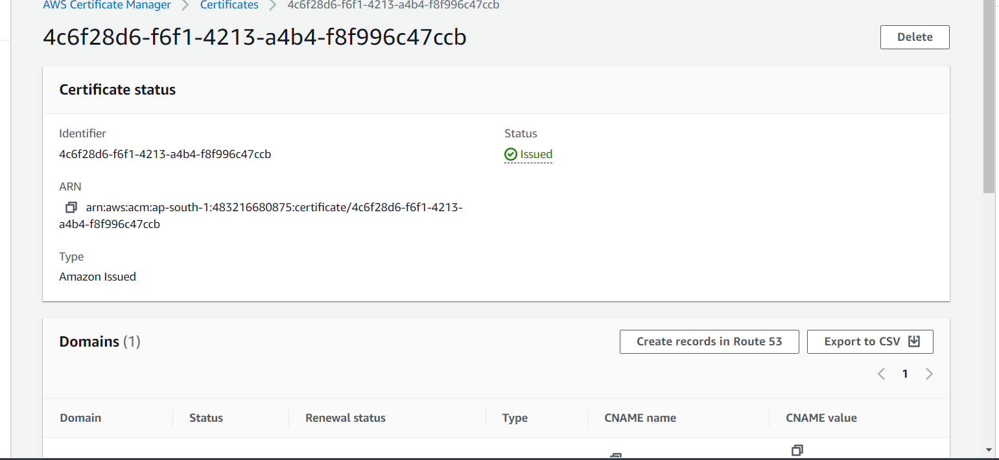 AWS Certificate Manager > Certificates > 4c6f28d6-f6f1-4213-a4b4-f8f996c47ccb
4c6f28d6-f6f1-4213-a4b4-f8f996c47ccb
Delete
Certificate status
Identifier
4c6f28d6-f6f1-4213-a4b4-f8f996c47ccb
Status
Issued
ARN
arn:aws:acm:ap-south-1:483216680875:certificate/4c6f28d6-f6f1-4213-
a4b4-f8f996c47ccb
Type
Amazon Issued
Domains (1)
Create records in Route 53
Export to CSV
1
Domain Status Renewal status Type CNAME name CNAME value